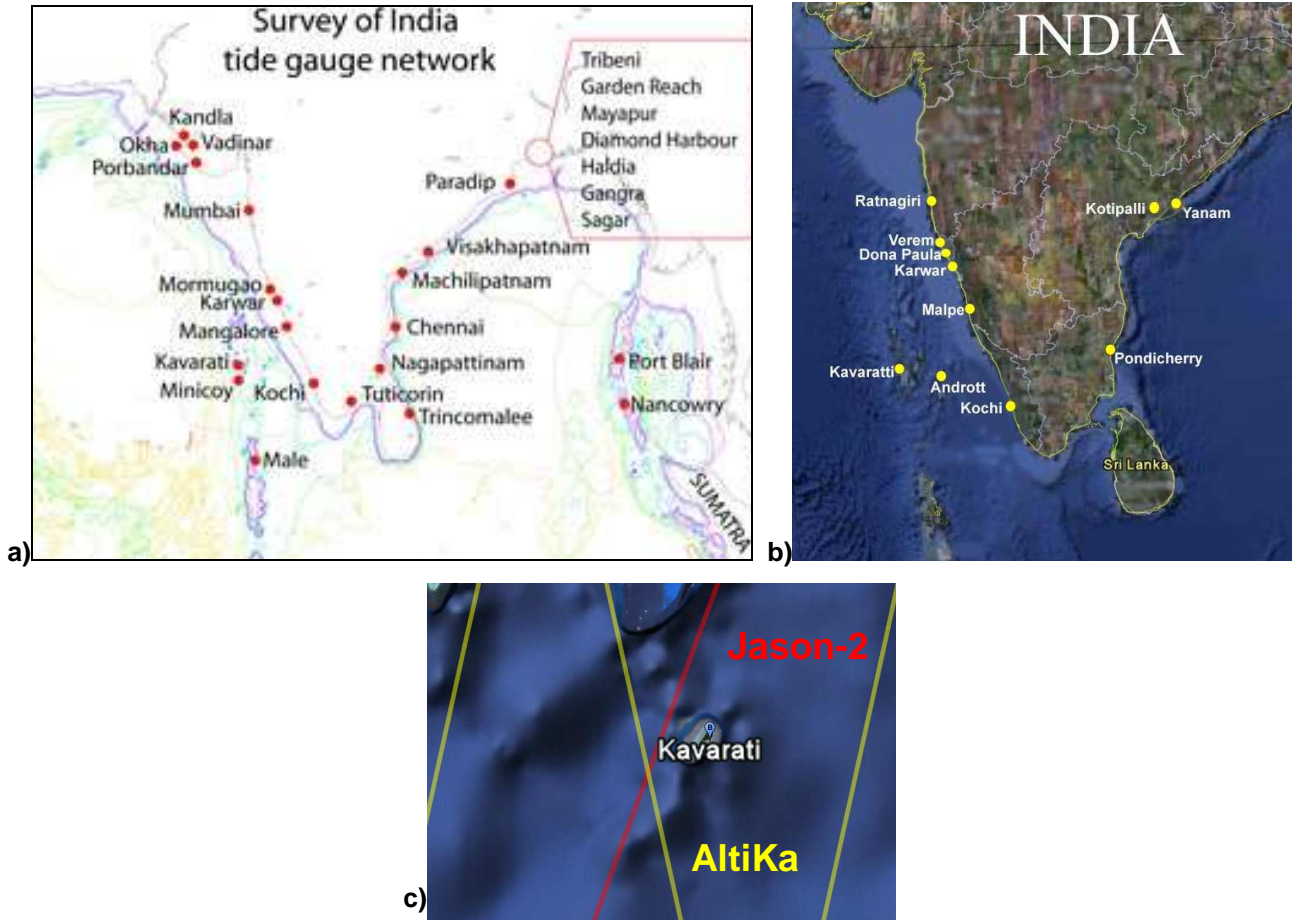 Survey of India
tide gauge network
Tribeni
Garden Reach
Mayapur
Diamond Harbour
Haldia
Gangra
Sagar
Kandla
Okha
Vadinar
Porbandar
Paradip
Mumbai
Visakhapatnam
Machilipatnam
Mormugao
Karwar
Mangalore
Chennai
Kavarati
Nagapattinam
Port Blair
Minicoy
Kochi
Tuticorin
Nancowry
Trincomalee
Male
SUMATRA
a)
INDIA
Ratnagiri
Kotipalli
Yanam
Verem
Dona Paula
Karwar
Malpe
Pondicherry
Kavaratti
Andrott
Kochi
Sri Lanka
b)
Jason-2
B
Kavarati
AltiKa
c)